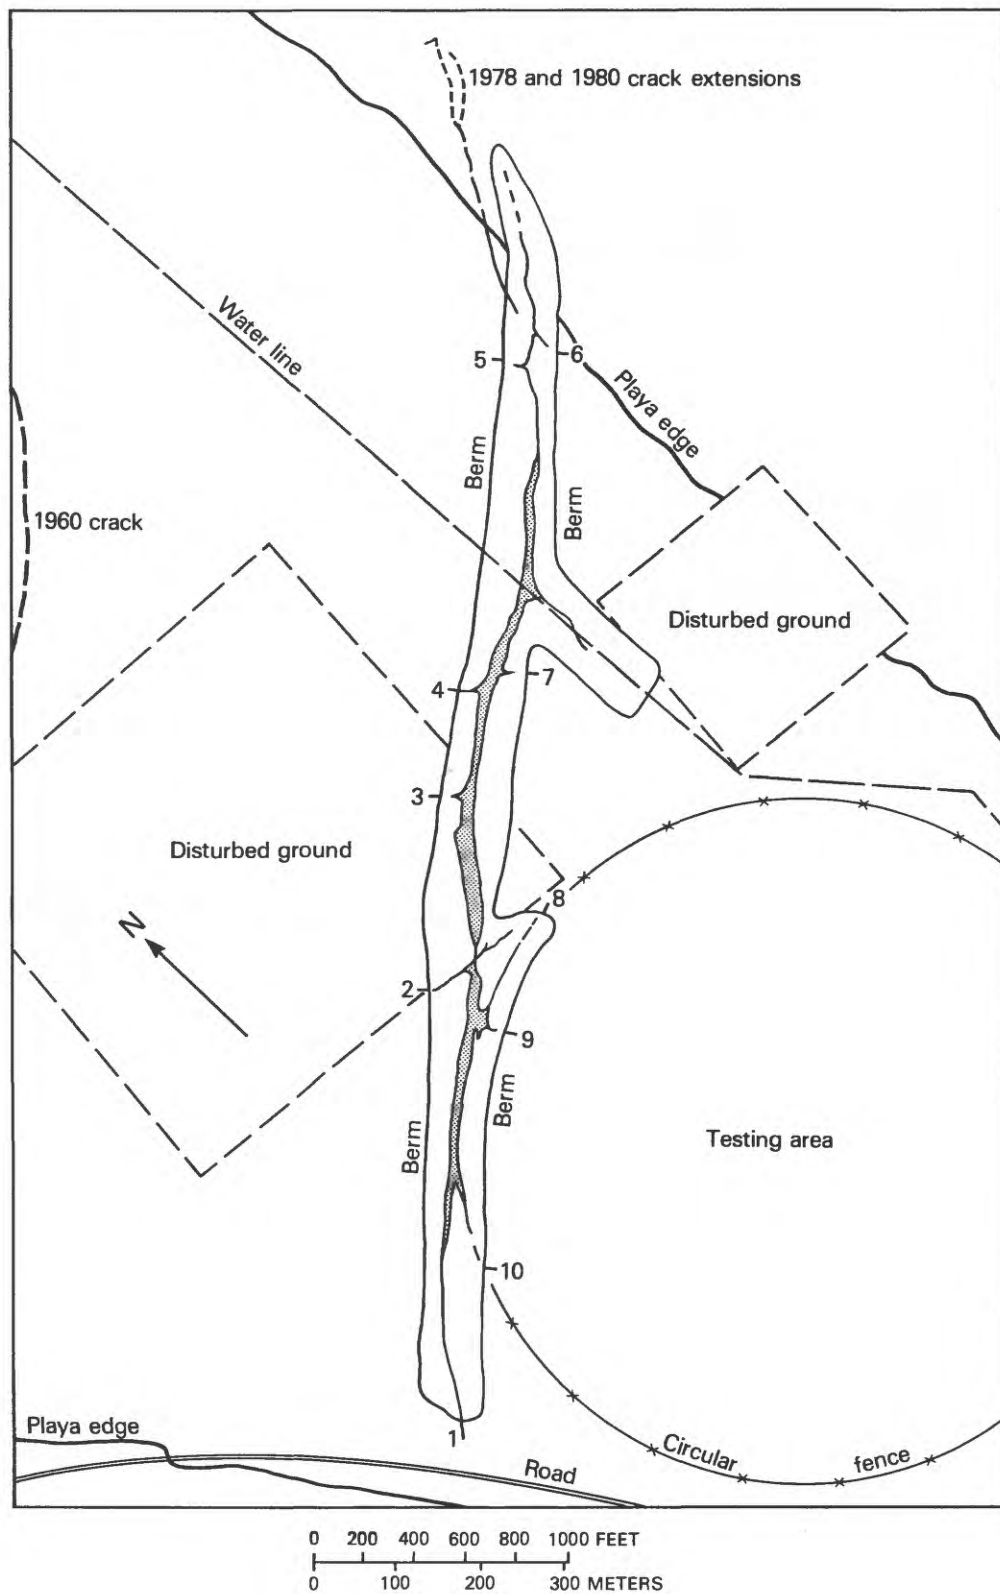 1978 and 1980 crack extensions
Water line
5
6
Playa edge
Berm
Berm
1960 crack
Disturbed ground
4
7
3
Disturbed ground
8
N
2
9
Berm
Berm
Testing area
10
Playa edge
1
Road
Circular fence
0 200 400 600 800 1000 FEET
0 100 200 300 METERS